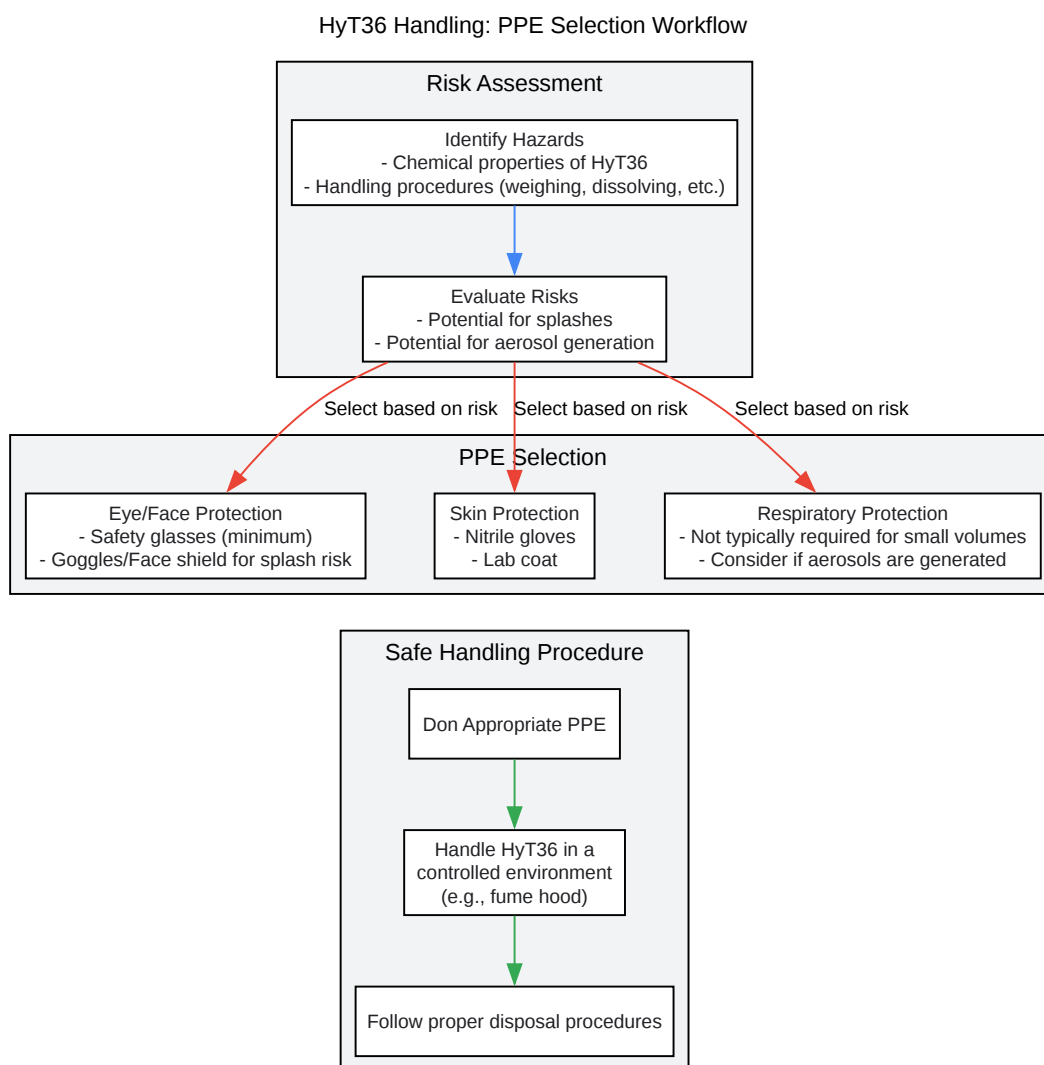 HyT36 Handling: PPE Selection Workflow
Risk Assessment
Identify Hazards
- Chemical properties of HyT36
- Handling procedures (weighing, dissolving, etc.)
Evaluate Risks
- Potential for splashes
- Potential for aerosol generation
Select based on risk
Select based on risk
Select based on risk
PPE Selection
Eye/Face Protection
- Safety glasses (minimum)
- Goggles/Face shield for splash risk
Skin Protection
- Nitrile gloves
- Lab coat
Respiratory Protection
- Not typically required for small volumes
- Consider if aerosols are generated
Safe Handling Procedure
Don Appropriate PPE
Handle HyT36 in a
controlled environment
(e.g., fume hood)
Follow proper disposal procedures